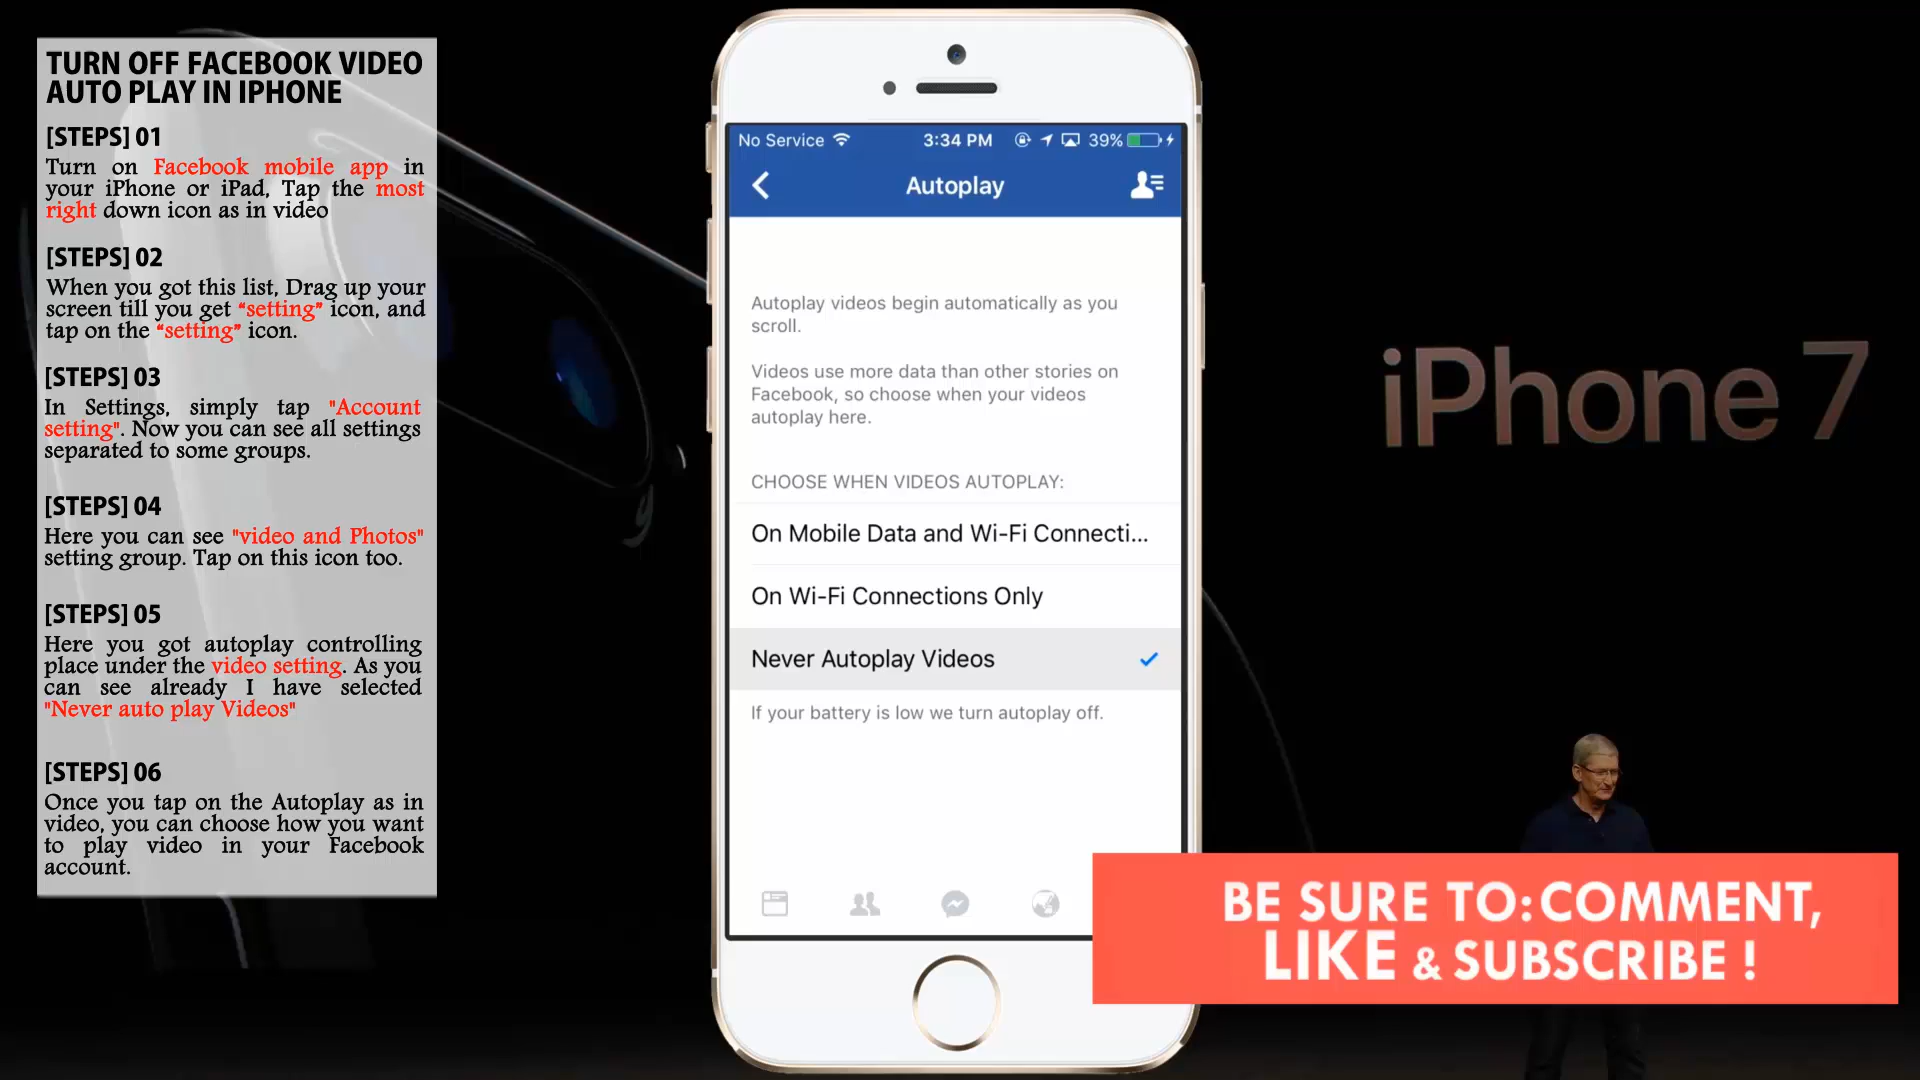 TURN OFF FACEBOOK VIDEO
AUTO PLAY IN IPHONE
[STEPS] 01
Turn on Facebook mobile app in
your iPhone or iPad, Tap the most
right down icon as in video
[STEPS] 02
When you got this list, Drag up your
screen till you get “setting” icon, and
tap on the “setting” icon.
[STEPS] 03
In Settings, simply tap "Account
setting". Now you can see all settings
separated to some groups.
[STEPS] 04
Here you can see "video and Photos"
setting group. Tap on this icon too.
[STEPS] 05
Here you got autoplay controlling
place under the video setting. As you
can see already I have selected
"Never auto play Videos"
[STEPS] 06
Once you tap on the Autoplay as in
video, you can choose how you want
to play video in your Facebook
account.
No Service 3:34 PM 39%
Autoplay
Autoplay videos begin automatically as you
scroll.
Videos use more data than other stories on
Facebook, so choose when your videos
autoplay here.
CHOOSE WHEN VIDEOS AUTOPLAY:
On Mobile Data and Wi-Fi Connecti...
On Wi-Fi Connections Only
Never Autoplay Videos
If your battery is low we turn autoplay off.
iPhone 7
BE SURE TO: COMMENT,
LIKE & SUBSCRIBE !